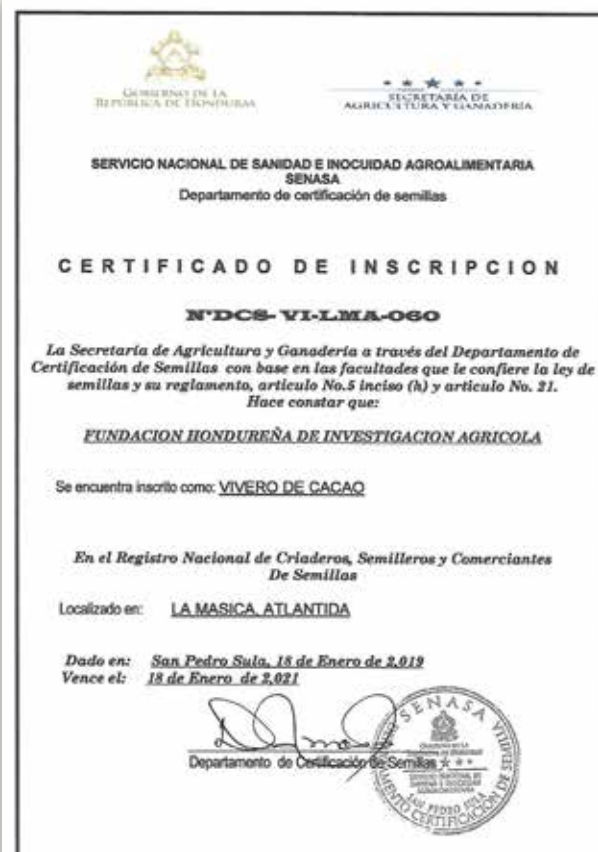 GOBIERNO DE LA
REPÚBLICA DE HONDURAS
SECRETARÍA DE
AGRICULTURA Y GANADERÍA
SERVICIO NACIONAL DE SANIDAD E INOCUIDAD AGROALIMENTARIA
SENASA
Departamento de certificación de semillas
CERTIFICADO DE INSCRIPCION
N°DCS-VI-LMA-060
La Secretaría de Agricultura y Ganadería a través del Departamento de
Certificación de Semillas con base en las facultades que le confiere la ley de
semillas y su reglamento, artículo No.5 inciso (h) y artículo No. 21.
Hace constar que:
FUNDACION HONDUREÑA DE INVESTIGACION AGRICOLA
Se encuentra inscrito como: VIVERO DE CACAO
En el Registro Nacional de Criaderos, Semilleros y Comerciantes
De Semillas
Localizado en: LA MASICA, ATLANTIDA
Dado en: San Pedro Sula, 18 de Enero de 2,019
Vence el: 18 de Enero de 2,021
Departamento de Certificación de Semillas
SENASA
SAN PEDRO SULA
CERTIFICACIÓN DE